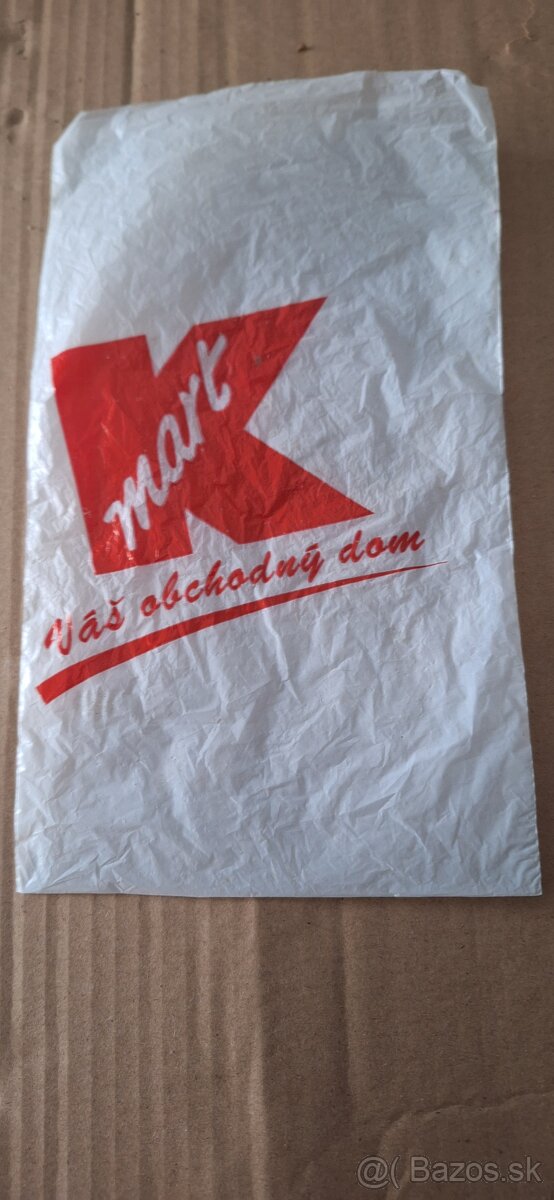 K
mart
Váš obchodný dom
@( Bazos.sk